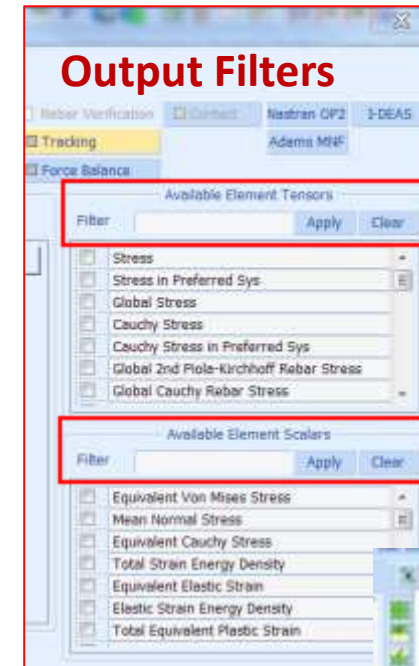 Output Filters
Rebar Verification Contact Nastran OP2 I-DEAS
Tracking Adams MNF
Force Balance
Available Element Tensors
Filter Apply Clear
Stress
Stress in Preferred Sys
Global Stress
Cauchy Stress
Cauchy Stress in Preferred Sys
Global 2nd Piola-Kirchhoff Rebar Stress
Global Cauchy Rebar Stress
Available Element Scalars
Filter Apply Clear
Equivalent Von Mises Stress
Mean Normal Stress
Equivalent Cauchy Stress
Total Strain Energy Density
Equivalent Elastic Strain
Elastic Strain Energy Density
Total Equivalent Plastic Strain